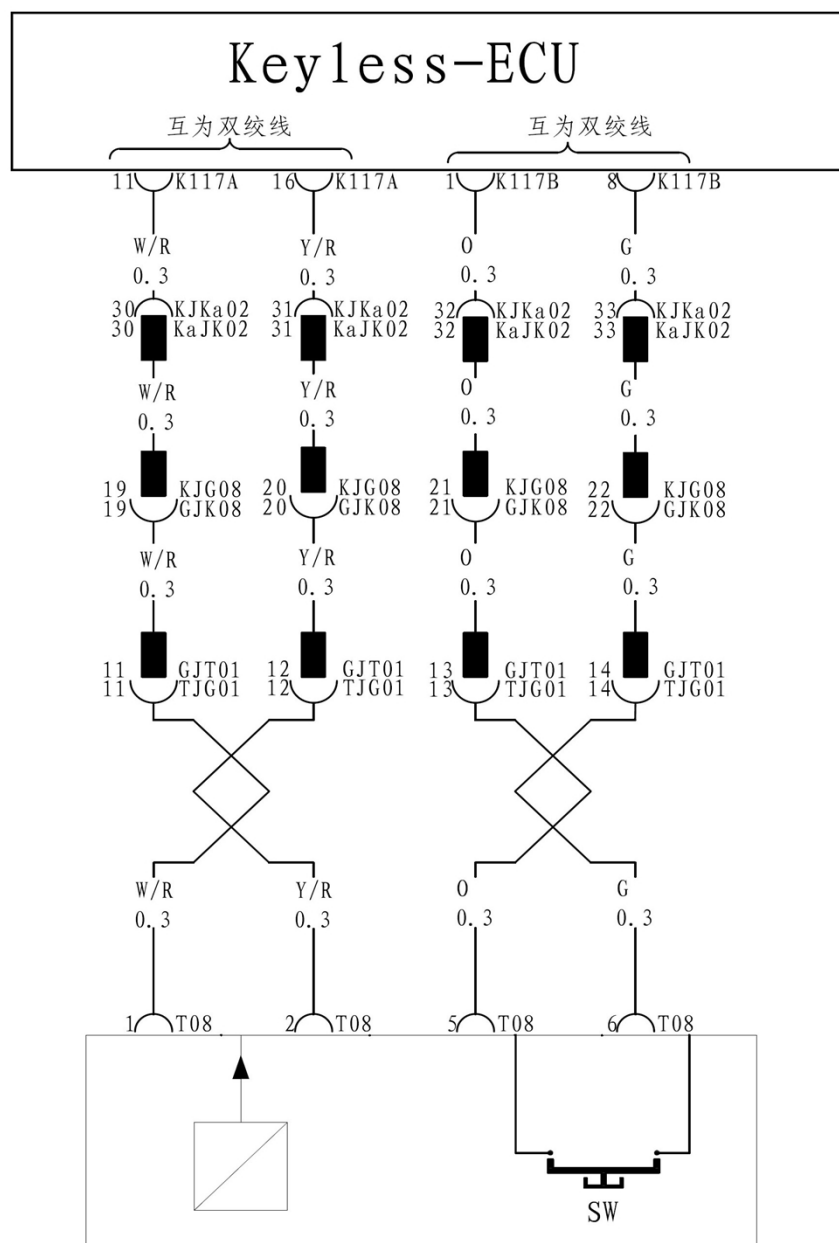 Keyless-ECU
互为双绞线 互为双绞线
11 K117A 16 K117A 1 K117B 8 K117B
W/R Y/R O G
0.3 0.3 0.3 0.3
30 KJKa02 31 KJKa02 32 KJKa02 33 KJKa02
30 KaJK02 31 KaJK02 32 KaJK02 33 KaJK02
W/R Y/R O G
0.3 0.3 0.3 0.3
19 KJG08 20 KJG08 21 KJG08 22 KJG08
19 GJK08 20 GJK08 21 GJK08 22 GJK08
W/R Y/R O G
0.3 0.3 0.3 0.3
11 GJT01 12 GJT01 13 GJT01 14 GJT01
11 TJG01 12 TJG01 13 TJG01 14 TJG01
W/R Y/R O G
0.3 0.3 0.3 0.3
1 T08 2 T08 5 T08 6 T08
SW